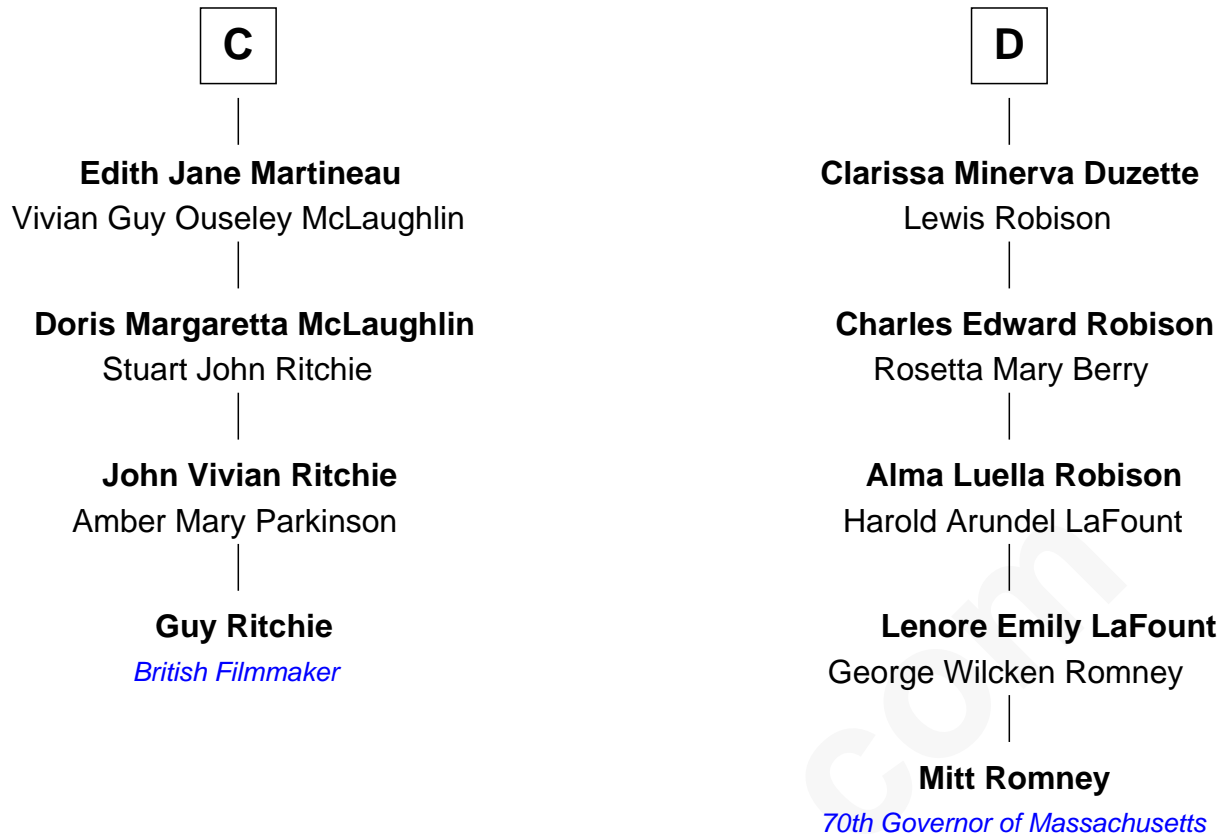 C
Edith Jane Martineau
Vivian Guy Ouseley McLaughlin
Doris Margaretta McLaughlin
Stuart John Ritchie
John Vivian Ritchie
Amber Mary Parkinson
Guy Ritchie
British Filmmaker
D
Clarissa Minerva Duzette
Lewis Robison
Charles Edward Robison
Rosetta Mary Berry
Alma Luella Robison
Harold Arundel LaFount
Lenore Emily LaFount
George Wilcken Romney
Mitt Romney
70th Governor of Massachusetts
com